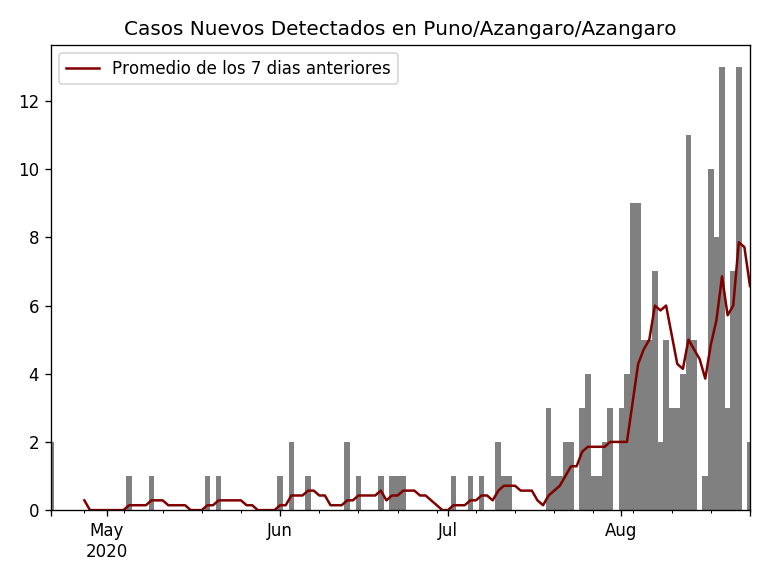 Casos Nuevos Detectados en Puno/Azangaro/Azangaro
Promedio de los 7 dias anteriores
12
10
8
6
4
2
0
May
2020
Jun
Jul
Aug